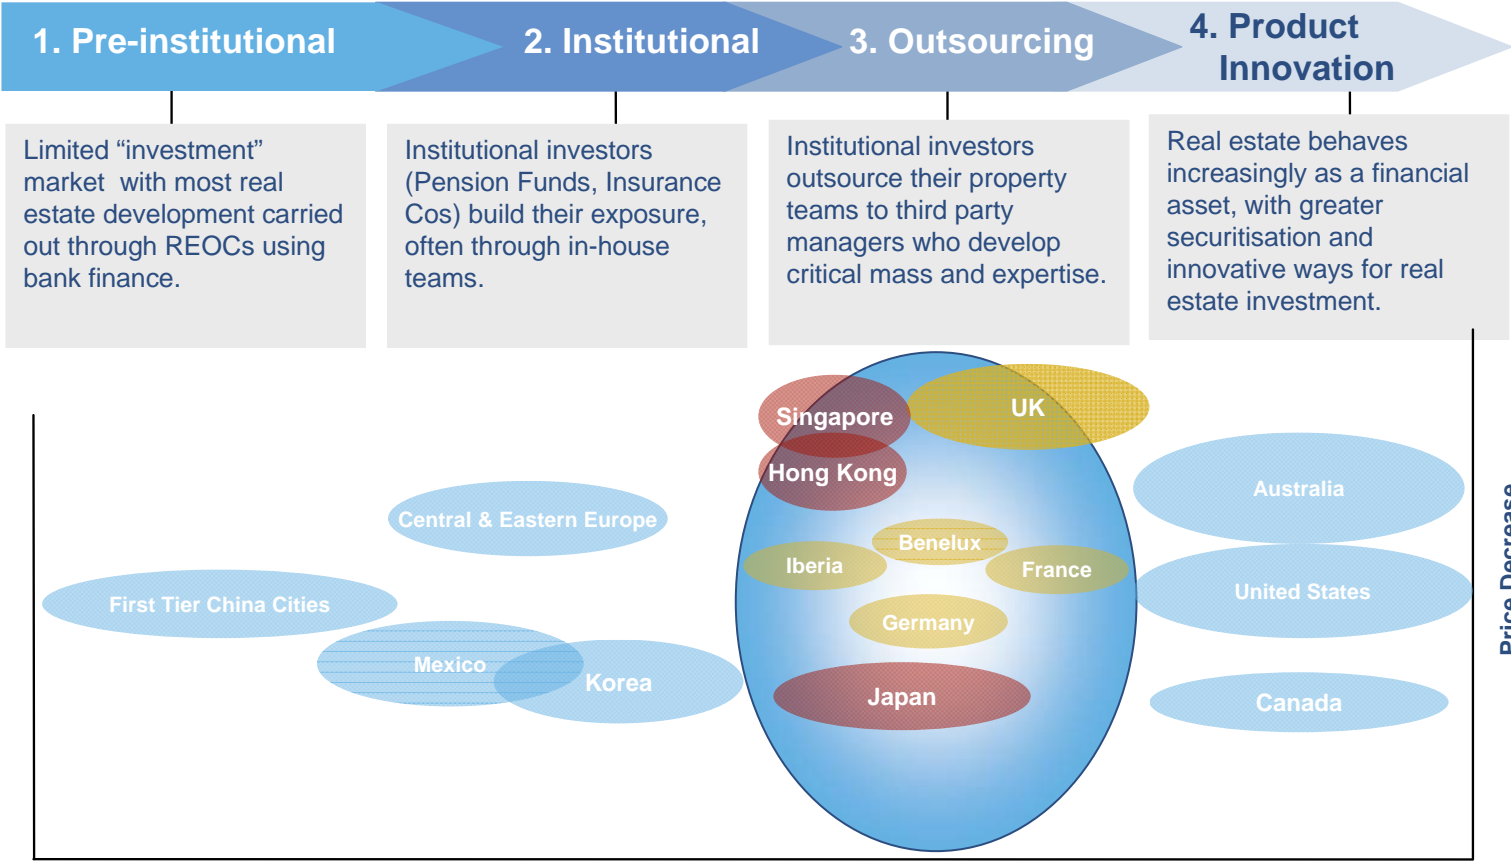 1. Pre-institutional
2. Institutional
3. Outsourcing
4. Product
Innovation
Limited “investment”
market with most real
estate development carried
out through REOCs using
bank finance.
Institutional investors
(Pension Funds, Insurance
Cos) build their exposure,
often through in-house
teams.
Institutional investors
outsource their property
teams to third party
managers who develop
critical mass and expertise.
Real estate behaves
increasingly as a financial
asset, with greater
securitisation and
innovative ways for real
estate investment.
Singapore
UK
Hong Kong
Australia
Central & Eastern Europe
Benelux
Iberia
France
First Tier China Cities
United States
Germany
Mexico
Korea
Japan
Canada
Price Decrease